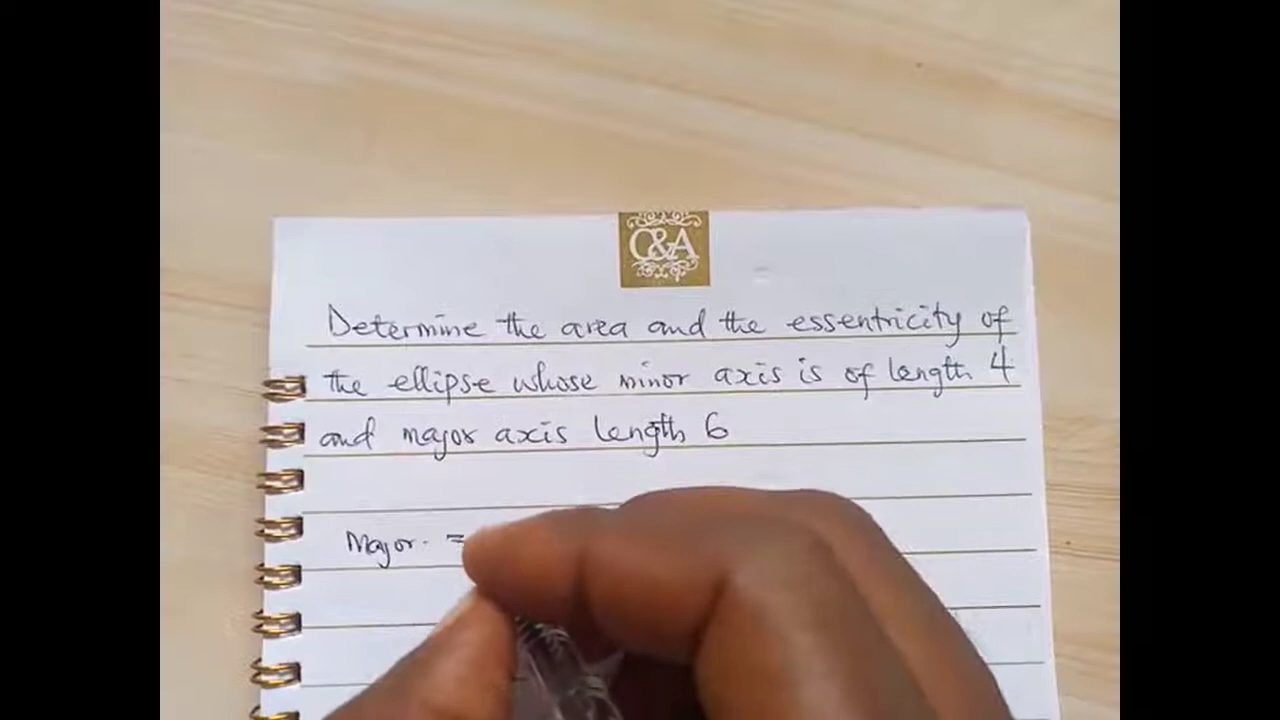 C&A
Determine the area and the essentricity of
the ellipse whose minor axis is of length 4
and major axis length 6
Major. =